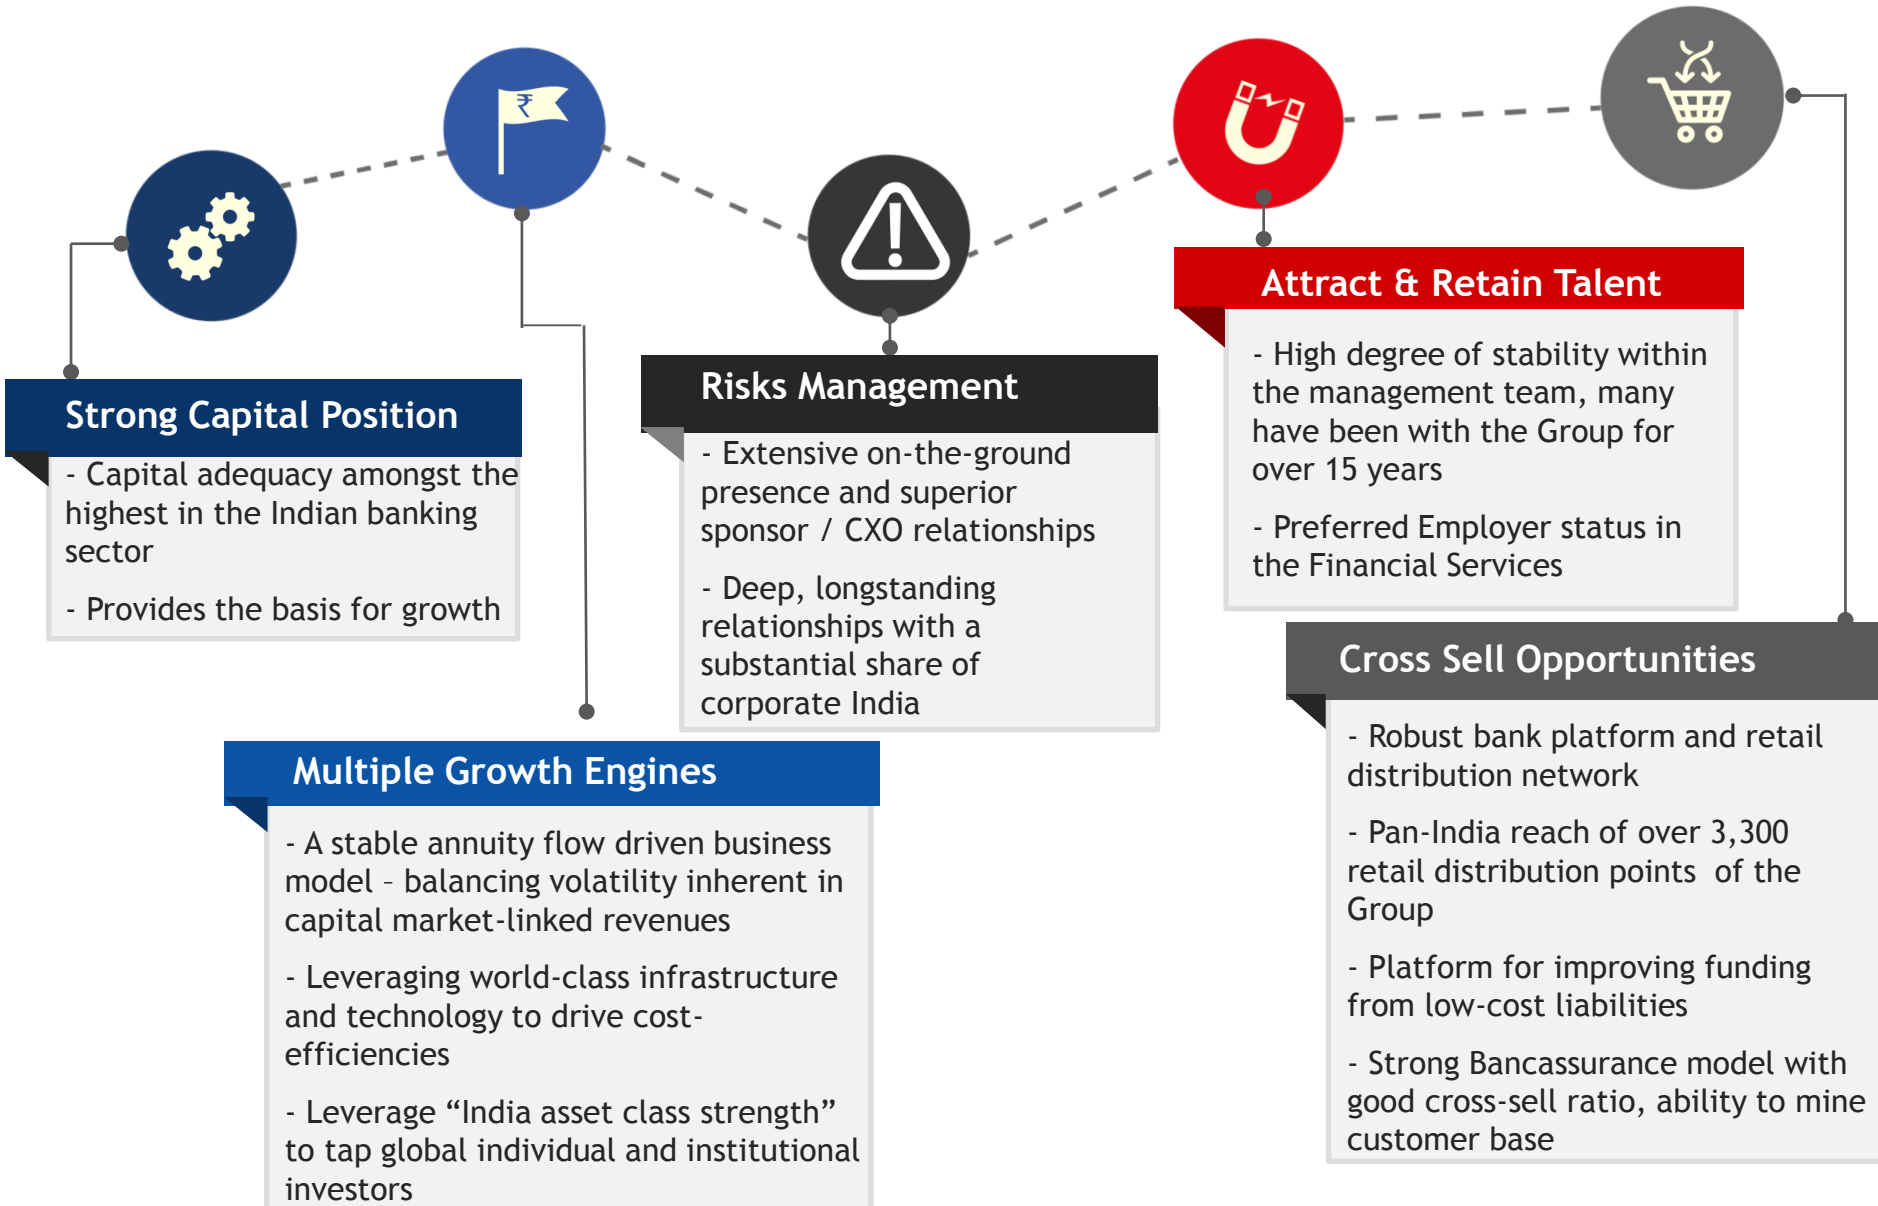 ₹
Strong Capital Position
- Capital adequacy amongst the
highest in the Indian banking
sector
- Provides the basis for growth
Multiple Growth Engines
- A stable annuity flow driven business
model – balancing volatility inherent in
capital market-linked revenues
- Leveraging world-class infrastructure
and technology to drive cost-
efficiencies
- Leverage “India asset class strength”
to tap global individual and institutional
investors
Risks Management
- Extensive on-the-ground
presence and superior
sponsor / CXO relationships
- Deep, longstanding
relationships with a
substantial share of
corporate India
Attract & Retain Talent
- High degree of stability within
the management team, many
have been with the Group for
over 15 years
- Preferred Employer status in
the Financial Services
Cross Sell Opportunities
- Robust bank platform and retail
distribution network
- Pan-India reach of over 3,300
retail distribution points  of the
Group
- Platform for improving funding
from low-cost liabilities
- Strong Bancassurance model with
good cross-sell ratio, ability to mine
customer base